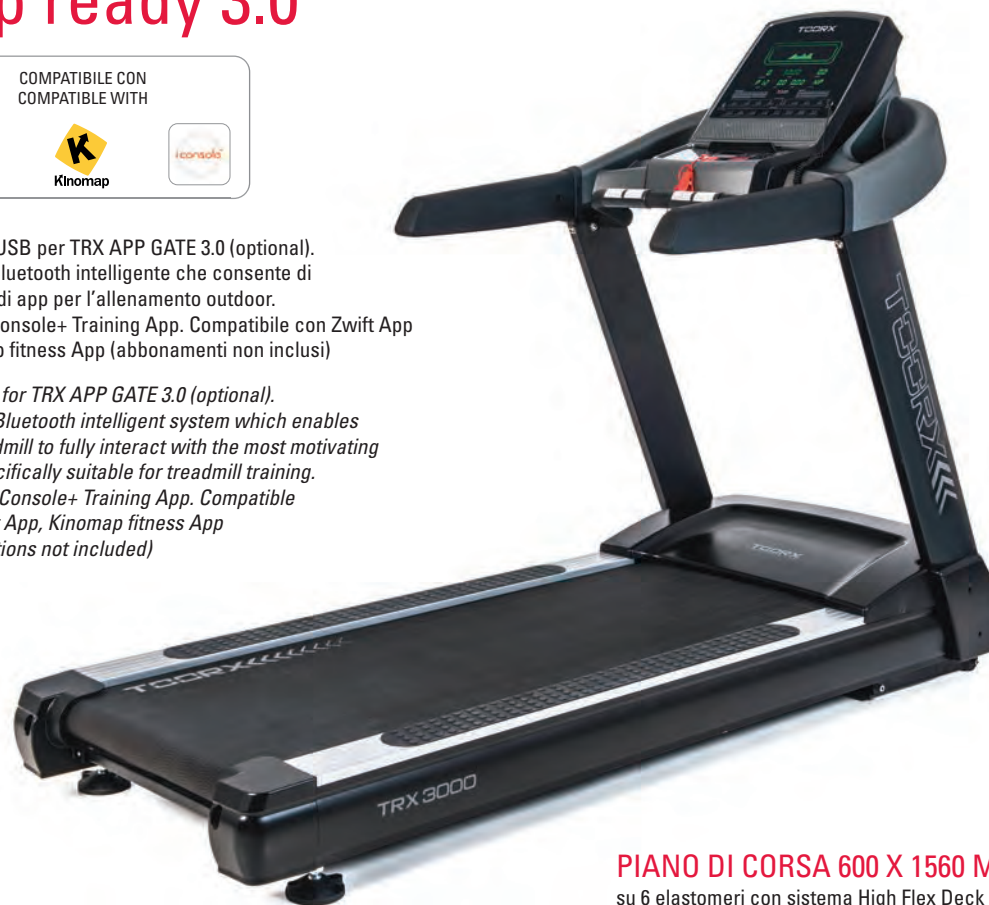 p ready 3.0
COMPATIBILE CON
COMPATIBLE WITH
Kinomap
iconsole+
USB per TRX APP GATE 3.0 (optional).
luetooth intelligente che consente di
di app per l'allenamento outdoor.
onsole+ Training App. Compatibile con Zwift App
p fitness App (abbonamenti non inclusi)
for TRX APP GATE 3.0 (optional).
Bluetooth intelligent system which enables
dmill to fully interact with the most motivating
cifically suitable for treadmill training.
Console+ Training App. Compatible
t App, Kinomap fitness App
tions not included)
TOORX
TOORX
TOORX
TOORX
TRX 3000
PIANO DI CORSA 600 X 1560 M
su 6 elastomeri con sistema High Flex Deck